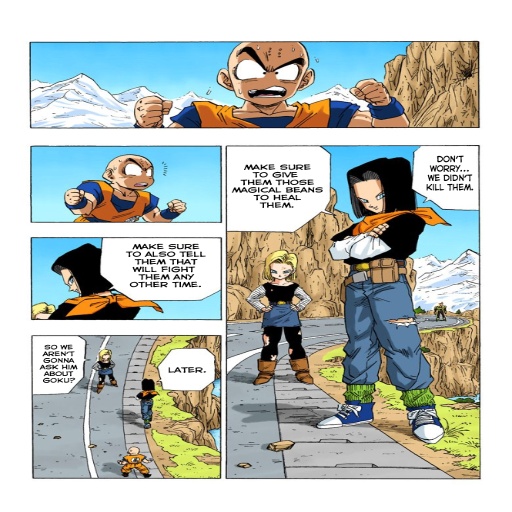 DON'T
WORRY...
WE DIDN'T
KILL THEM.
MAKE SURE
TO GIVE
THEM THOSE
MAGICAL BEANS
TO HEAL
THEM.
MAKE SURE
TO ALSO TELL
THEM THAT
WILL FIGHT
THEM ANY
OTHER TIME.
LATER.
SO WE
AREN'T
GONNA
ASK HIM
ABOUT
GOKU?